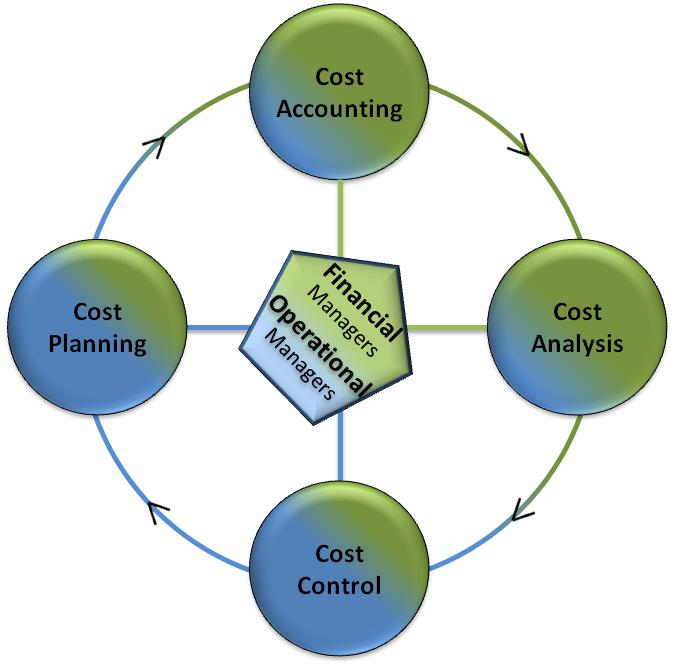 Cost
Accounting
Cost
Planning
Financial
Managers
Operational
Managers
Cost
Analysis
Cost
Control